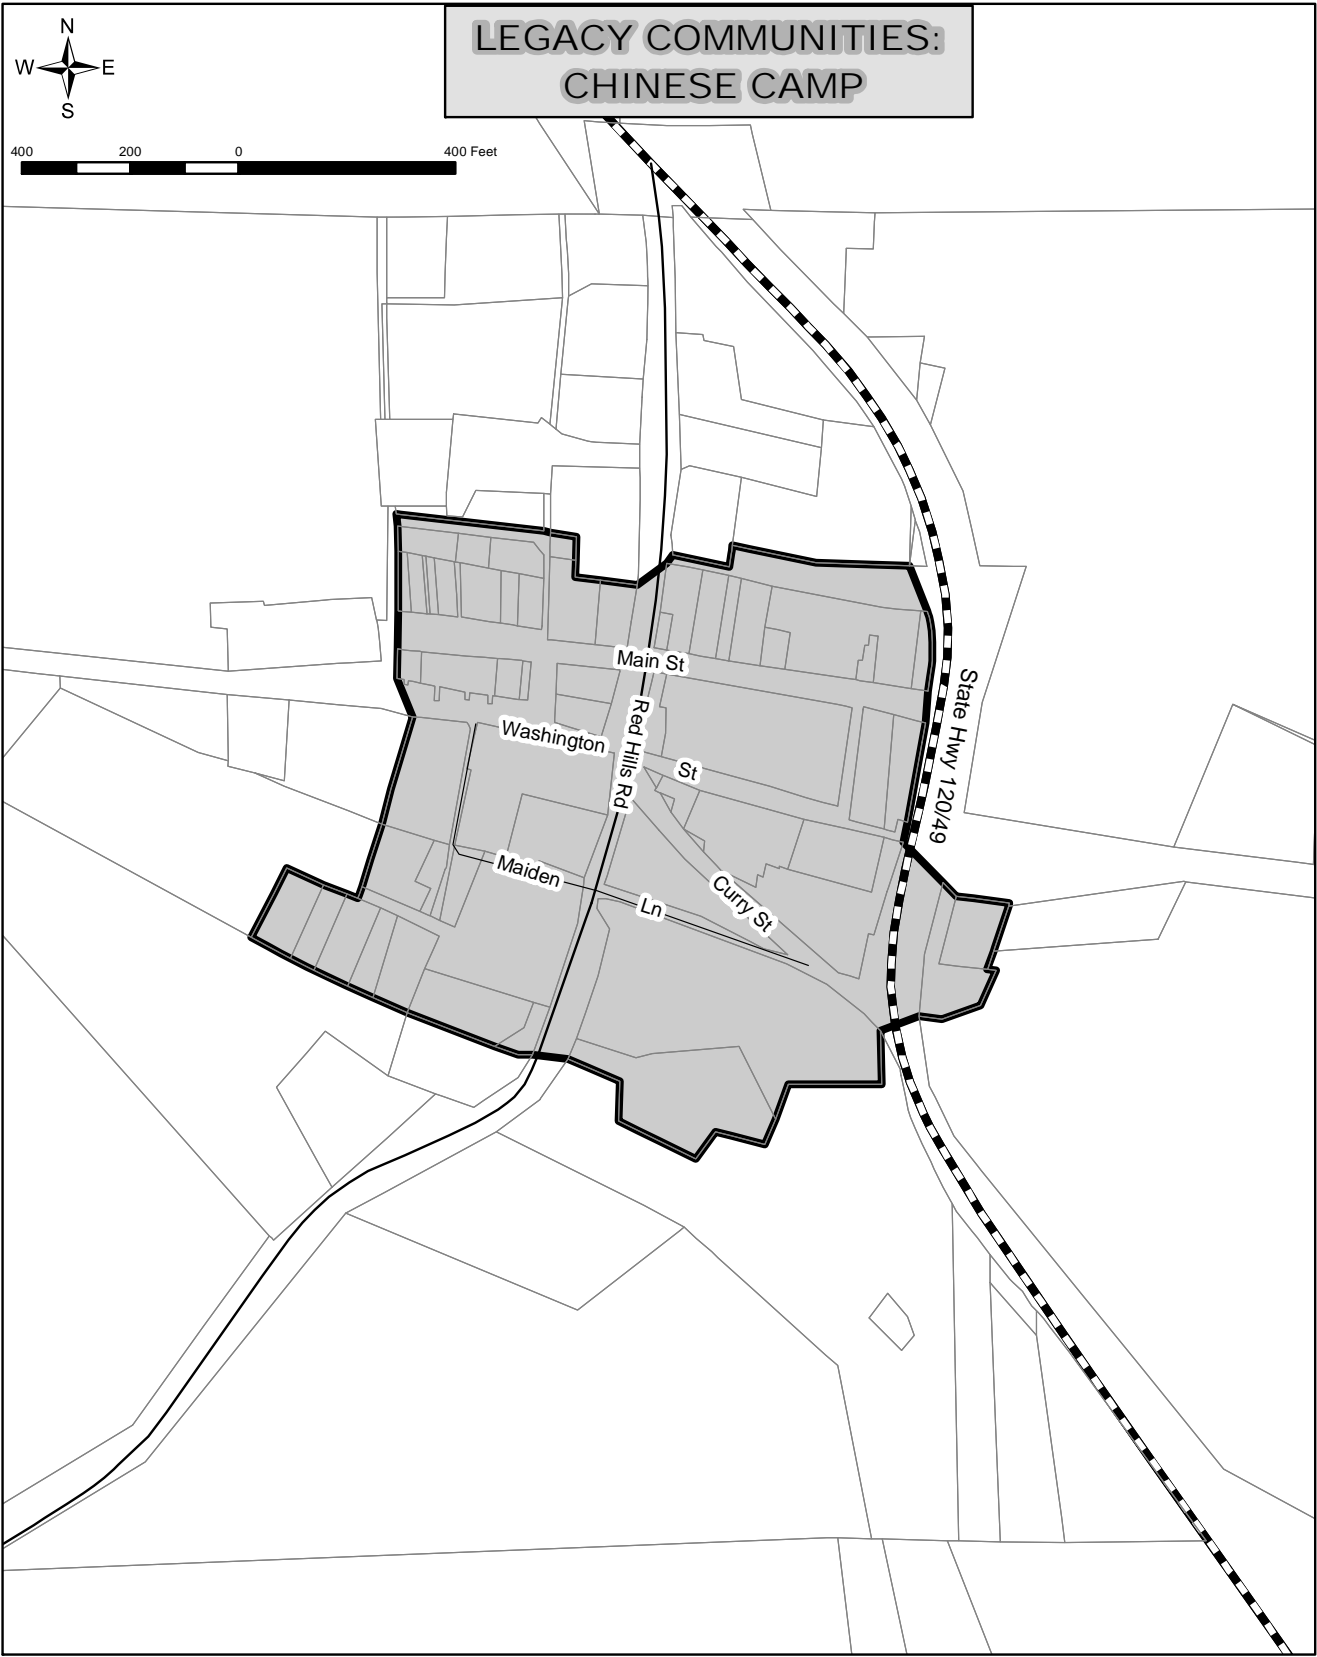 LEGACY COMMUNITIES:
CHINESE CAMP
N
W E
S
400 200 0 400 Feet
Main St
Red Hills Rd
Washington St
State Hwy 120/49
Maiden Ln
Curry St